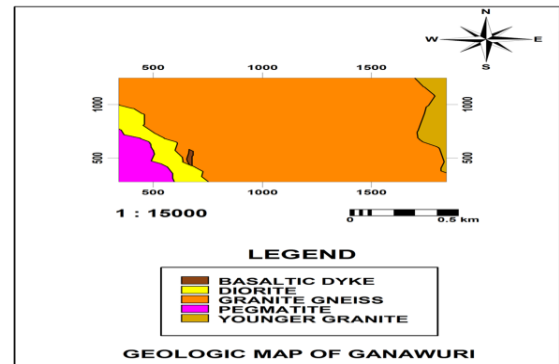 N
W E
S
500 1000 1500
1000 1000
500 500
500 1000 1500
1 : 15000
0 0.5 km
LEGEND
BASALTIC DYKE
DIORITE
GRANITE GNEISS
PEGMATITE
YOUNGER GRANITE
GEOLOGIC MAP OF GANAWURI